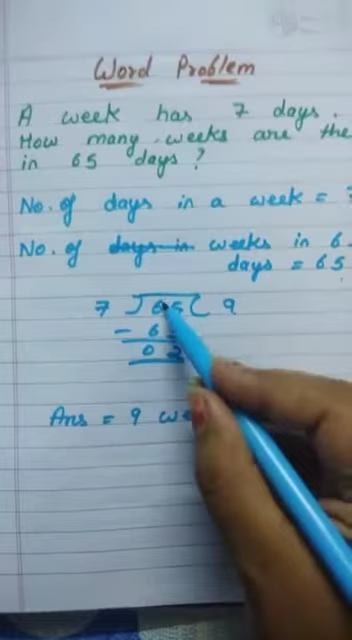 Word Problem
A week has 7 days.
How many weeks are the
in 65 days?
No. of days in a week =
No. of days in weeks in 6
days = 65
7 65 9
- 6
0 2
Ans = 9